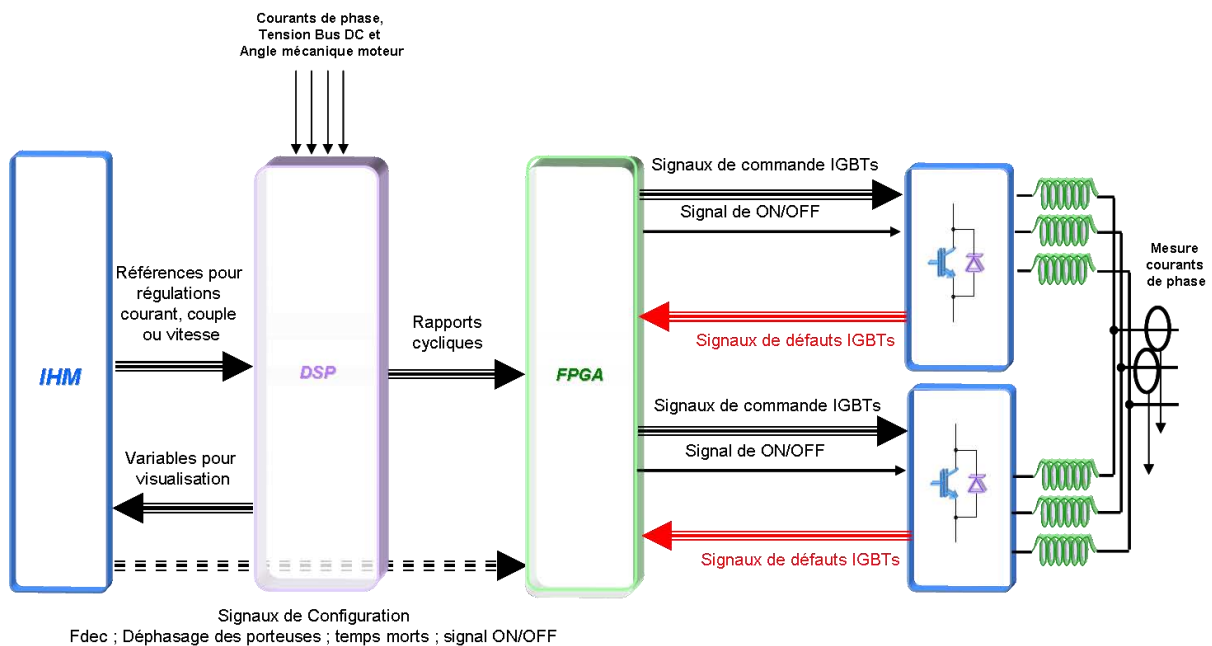 Courants de phase,
Tension Bus DC et
Angle mécanique moteur
IHM
Références pour
régulations
courant, couple
ou vitesse
Variables pour
visualisation
DSP
Rapports
cycliques
FPGA
Signaux de commande IGBTs
Signal de ON/OFF
Signaux de défauts IGBTs
Signaux de commande IGBTs
Signal de ON/OFF
Signaux de défauts IGBTs
Mesure
courants
de phase
Signaux de Configuration
Fdec ; Déphasage des porteuses ; temps morts ; signal ON/OFF